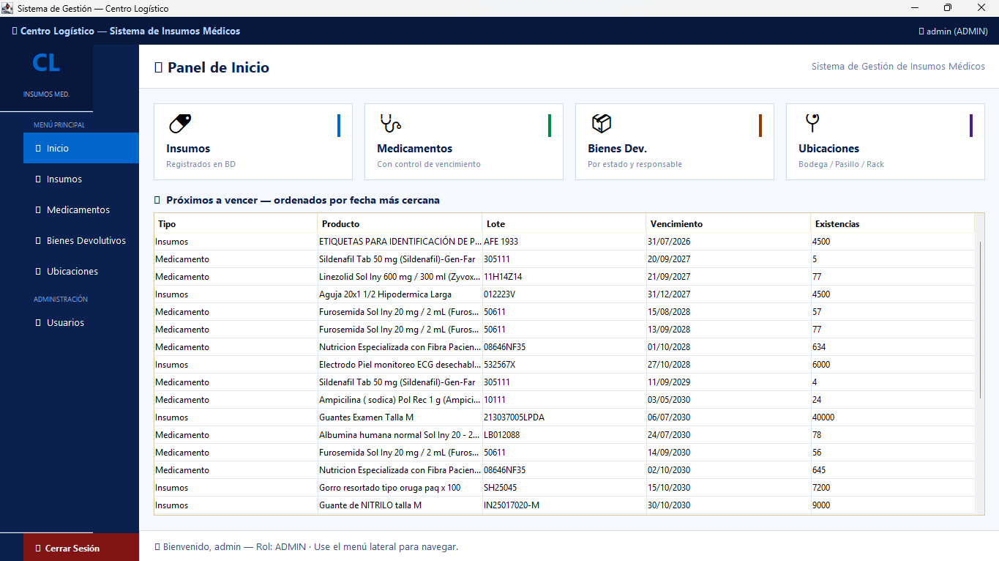 Sistema de Gestión — Centro Logístico
Centro Logístico — Sistema de Insumos Médicos
admin (ADMIN)
CL
INSUMOS MED.
MENÚ PRINCIPAL
Inicio
Insumos
Medicamentos
Bienes Devolutivos
Ubicaciones
ADMINISTRACIÓN
Usuarios
Cerrar Sesión
Panel de Inicio
Sistema de Gestión de Insumos Médicos
Insumos
Registrados en BD
Medicamentos
Con control de vencimiento
Bienes Dev.
Por estado y responsable
Ubicaciones
Bodega / Pasillo / Rack
Próximos a vencer — ordenados por fecha más cercana
Tipo Producto Lote Vencimiento Existencias
Insumos ETIQUETAS PARA IDENTIFICACIÓN DE P... AFE 1933 31/07/2026 4500
Medicamento Sildenafil Tab 50 mg (Sildenafil)-Gen-Far 305111 20/09/2027 5
Medicamento Linezolid Sol Iny 600 mg / 300 ml (Zyvox... 11H14Z14 21/09/2027 77
Insumos Aguja 20x1 1/2 Hipodermica Larga 012223V 31/12/2027 4500
Medicamento Furosemida Sol Iny 20 mg / 2 mL (Furos... 50611 15/08/2028 57
Medicamento Furosemida Sol Iny 20 mg / 2 mL (Furos... 50611 13/09/2028 77
Medicamento Nutricion Especializada con Fibra Pacien... 08646NF35 01/10/2028 634
Insumos Electrodo Piel monitoreo ECG desechabl... 532567X 27/10/2028 6000
Medicamento Sildenafil Tab 50 mg (Sildenafil)-Gen-Far 305111 11/09/2029 4
Medicamento Ampicilina ( sodica) Pol Rec 1 g (Ampici... 10111 03/05/2030 24
Insumos Guantes Examen Talla M 213037005LPDA 06/07/2030 40000
Medicamento Albumina humana normal Sol Iny 20 - 2... LB012088 24/07/2030 78
Medicamento Furosemida Sol Iny 20 mg / 2 mL (Furos... 50611 14/09/2030 56
Medicamento Nutricion Especializada con Fibra Pacien... 08646NF35 02/10/2030 645
Insumos Gorro resortado tipo oruga paq x 100 SH25045 15/10/2030 7200
Insumos Guante de NITRILO talla M IN25017020-M 30/10/2030 9000
Bienvenido, admin — Rol: ADMIN · Use el menú lateral para navegar.